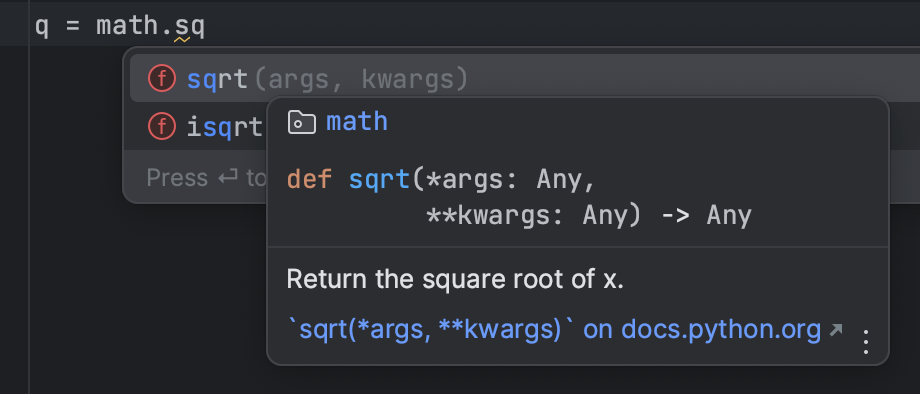 q = math.sq
f sqrt(args, kwargs)
f isqrt
Press ⏎ to
math
def sqrt(*args: Any,
**kwargs: Any) -> Any
Return the square root of x.
`sqrt(*args, **kwargs)` on docs.python.org ↗